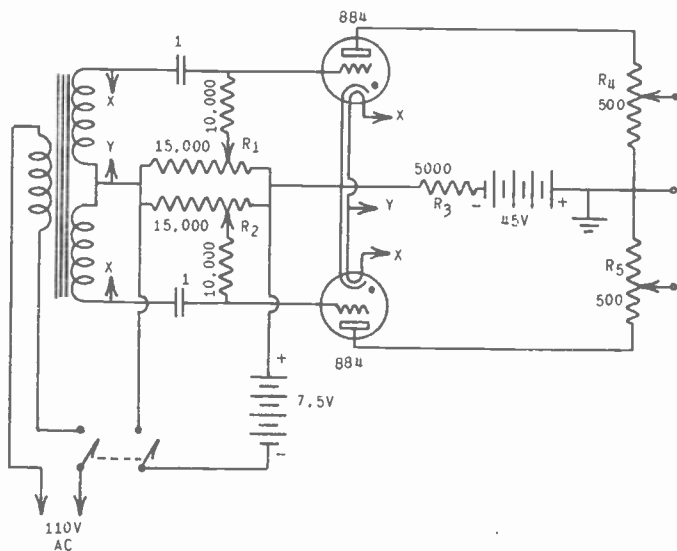 884
1
X
10,000
R4
500
X
Y
15,000
R1
5000
R3
-
45V
+
Y
15,000
R2
X
10,000
X
1
R5
500
884
+
7.5V
-
110V
AC